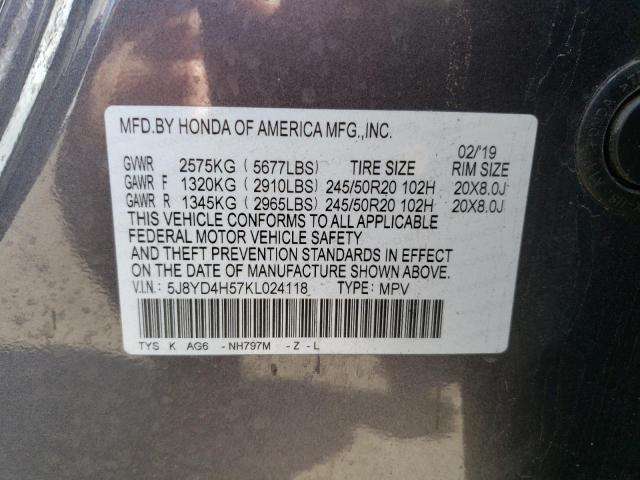 MFD.BY HONDA OF AMERICA MFG.,INC.
02/'19
GVWR 2575KG ( 5677LBS) TIRE SIZE RIM SIZE
GAWR F 1320KG ( 2910LBS) 245/50R20 102H 20X8.0J
GAWR R 1345KG ( 2965LBS) 245/50R20 102H 20X8.0J
THIS VEHICLE CONFORMS TO ALL APPLICABLE
FEDERAL MOTOR VEHICLE SAFETY
AND THEFT PREVENTION STANDARDS IN EFFECT
ON THE DATE OF MANUFACTURE SHOWN ABOVE.
V.I.N: 5J8YD4H57KL024118 TYPE: MPV
TYS K AG6 -NH797M -Z-L